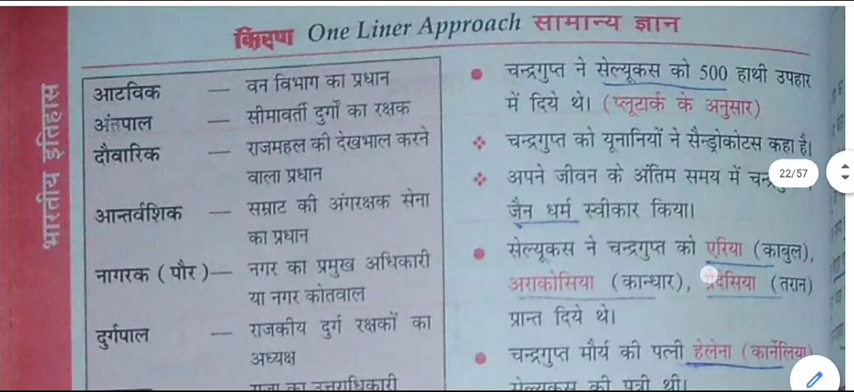 किरण One Liner Approach सामान्य ज्ञान
भारतीय इतिहास
आटविक — वन विभाग का प्रधान
अंतपाल — सीमावर्ती दुर्गों का रक्षक
दौवारिक — राजमहल की देखभाल करने
वाला प्रधान
आन्तर्वशिक — सम्राट की अंगरक्षक सेना
का प्रधान
नागरक (पौर)— नगर का प्रमुख अधिकारी
या नगर कोतवाल
दुर्गपाल — राजकीय दुर्ग रक्षकों का
अध्यक्ष
चन्द्रगुप्त ने सेल्यूकस को 500 हाथी उपहार
में दिये थे। (प्लूटार्क के अनुसार)
चन्द्रगुप्त को यूनानियों ने सैन्ड्रोकोटस कहा है।
अपने जीवन के अंतिम समय में
जैन धर्म स्वीकार किया।
सेल्यूकस ने चन्द्रगुप्त को एरिया (काबुल),
अराकोसिया (कान्धार), (तरान)
प्रान्त दिये थे।
चन्द्रगुप्त मौर्य की पत्नी हेलेना (कार्नेलिया
सेल्यूकस की पुत्री थी।
22/57